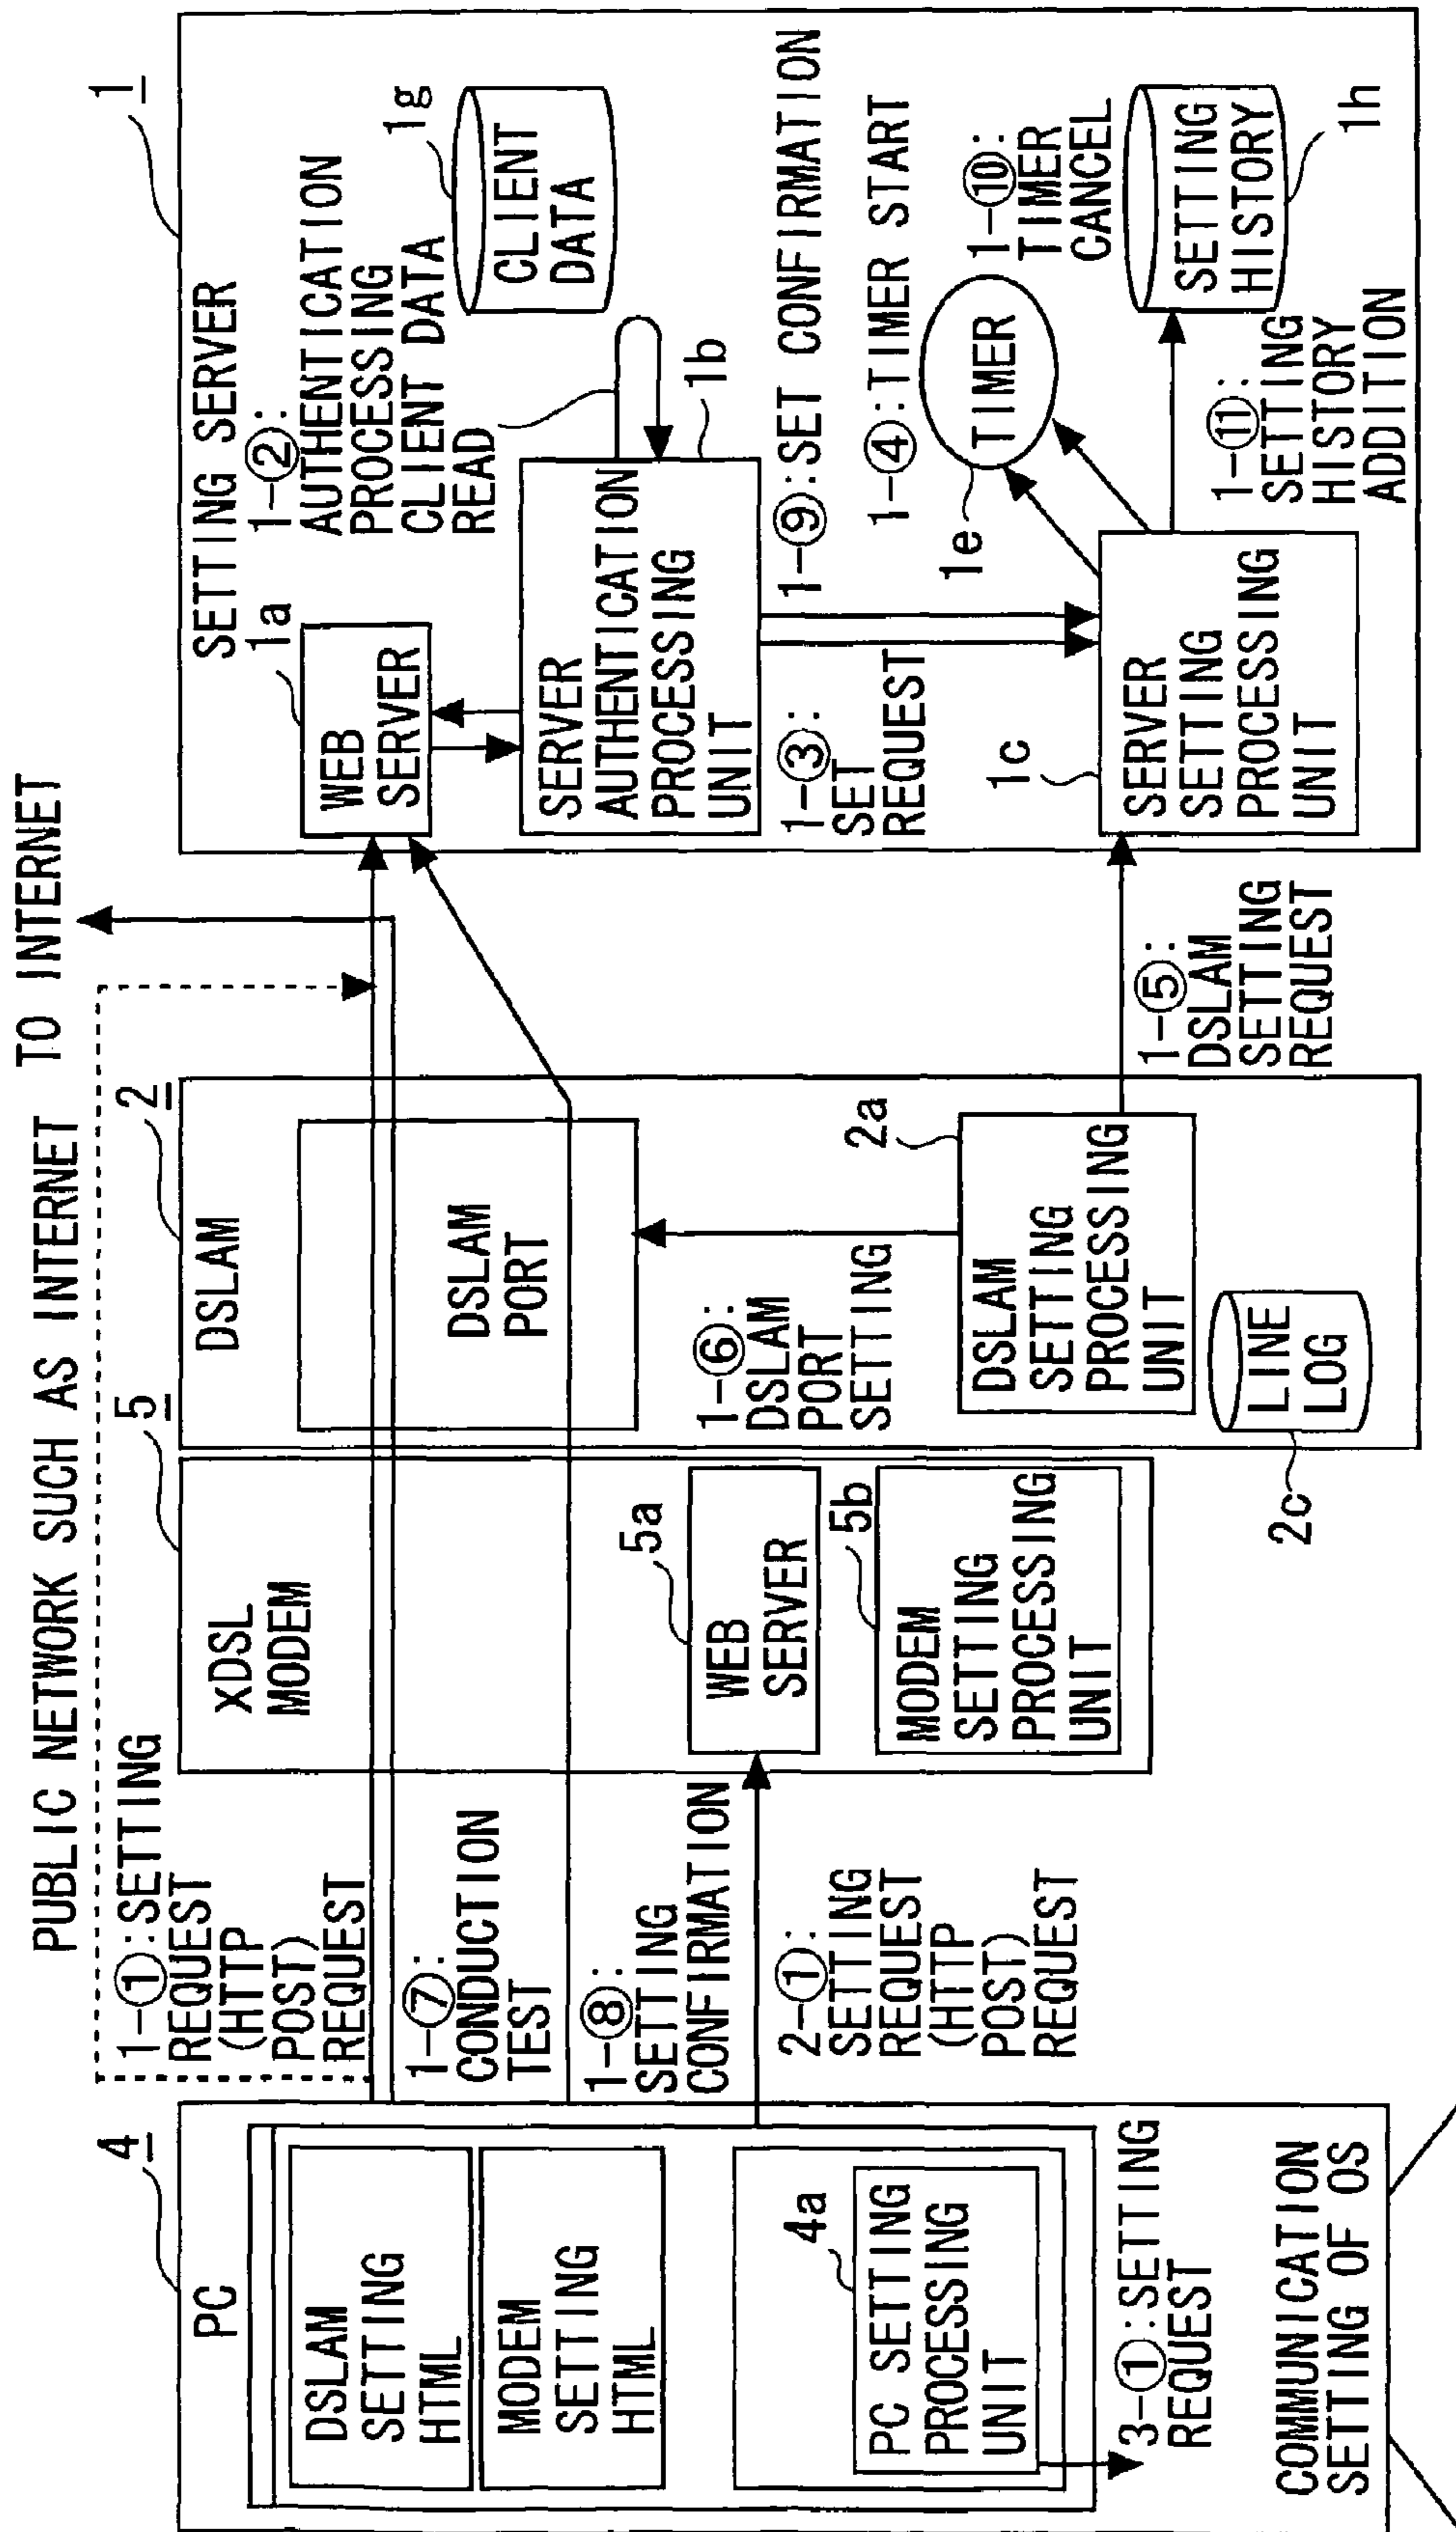 PUBLIC NETWORK SUCH AS INTERNET
TO INTERNET
4
PC
DSLAM
SETTING
HTML
MODEM
SETTING
HTML
4a
PC SETTING
PROCESSING
UNIT
3-①:SETTING
REQUEST
COMMUNICATION
SETTING OF OS
1-①:SETTING
REQUEST
(HTTP
POST)
REQUEST
1-⑦:
CONDUCTION
TEST
1-⑧:
SETTING
CONFIRMATION
2-①:
SETTING
REQUEST
(HTTP
POST)
REQUEST
5
xDSL
MODEM
5a
WEB
SERVER
5b
MODEM
SETTING
PROCESSING
UNIT
2
DSLAM
DSLAM
PORT
1-⑥:
DSLAM
PORT
SETTING
2a
DSLAM
SETTING
PROCESSING
UNIT
LINE
LOG
2c
1-⑤:
DSLAM
SETTING
REQUEST
1
SETTING SERVER
1a
WEB
SERVER
1-②:
AUTHENTICATION
PROCESSING
CLIENT DATA
READ
1g
CLIENT
DATA
SERVER
AUTHENTICATION
PROCESSING
UNIT
1b
1-③:
SET
REQUEST
1-⑨:SET CONFIRMATION
1-④:TIMER START
1e
TIMER
1-⑩:
TIMER
CANCEL
1c
SERVER
SETTING
PROCESSING
UNIT
1-⑪:
SETTING
HISTORY
ADDITION
SETTING
HISTORY
1h